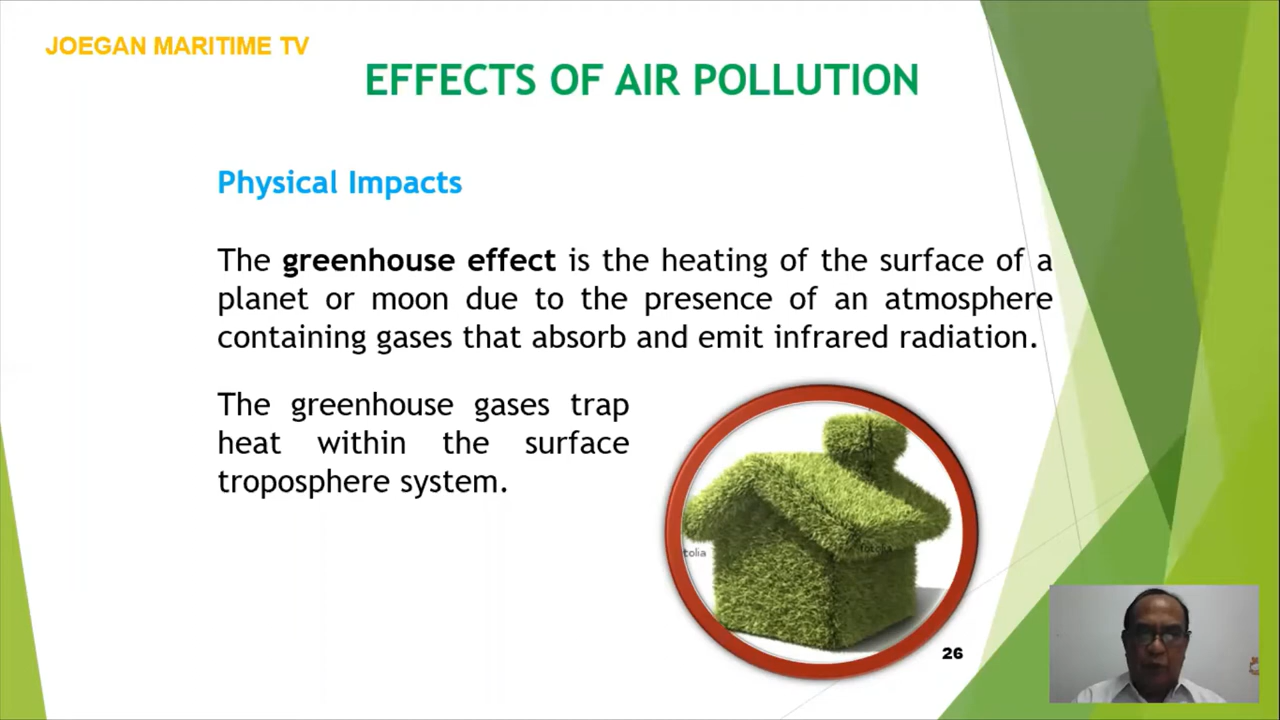 JOEGAN MARITIME TV
EFFECTS OF AIR POLLUTION
Physical Impacts
The greenhouse effect is the heating of the surface of a
planet or moon due to the presence of an atmosphere
containing gases that absorb and emit infrared radiation.
The greenhouse gases trap
heat within the surface
troposphere system.
tolia
fotolia
26